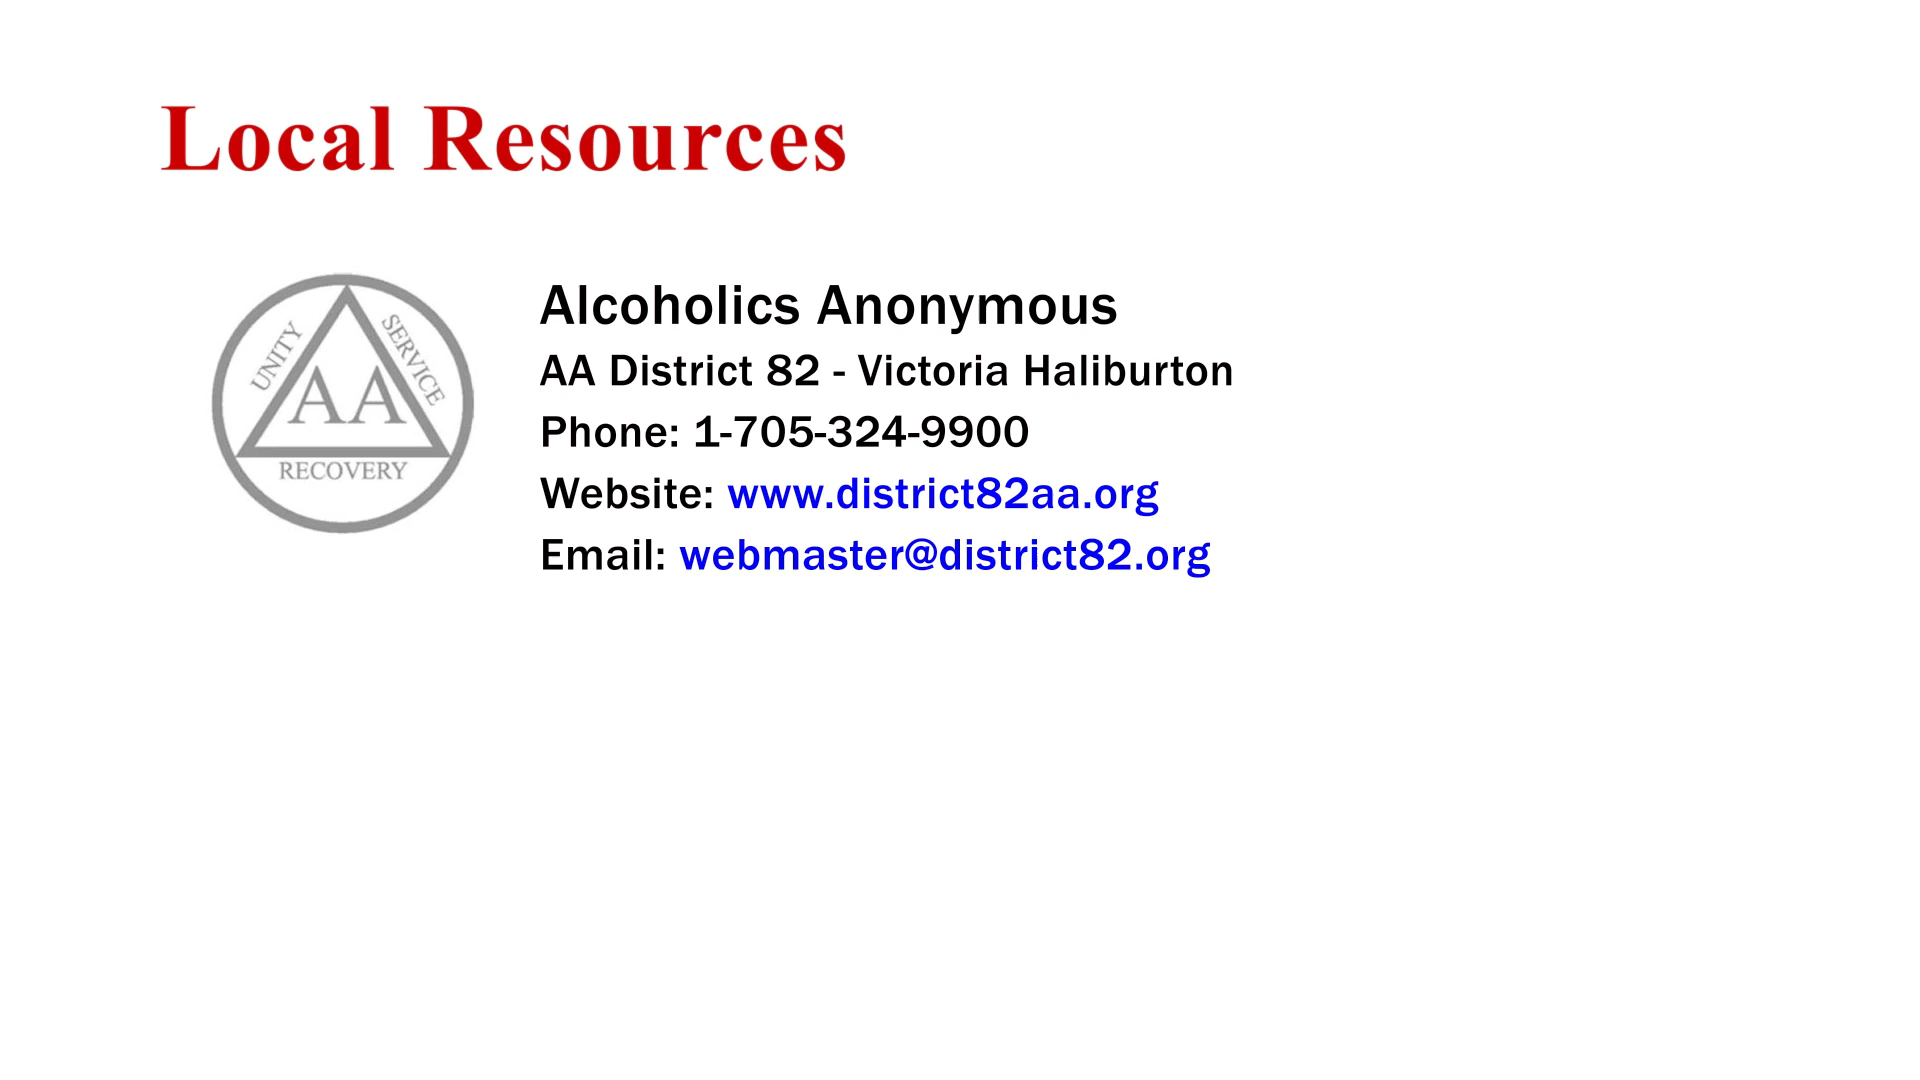 Local Resources
UNITY
SERVICE
AA
RECOVERY
Alcoholics Anonymous
AA District 82 - Victoria Haliburton
Phone: 1-705-324-9900
Website: www.district82aa.org
Email: webmaster@district82.org